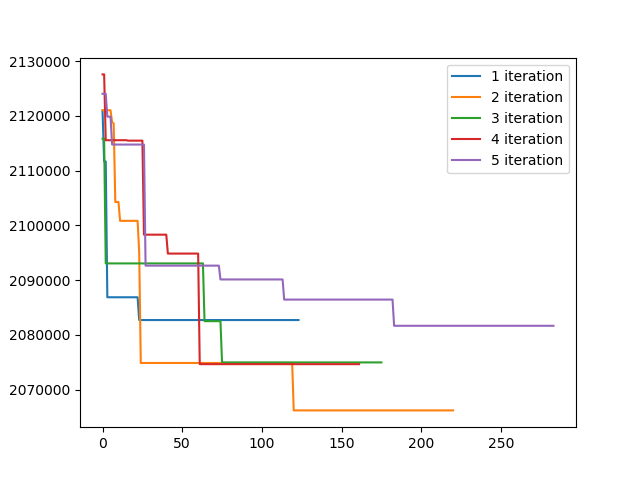 2130000
2120000
2110000
2100000
2090000
2080000
2070000
0
50
100
150
200
250
1 iteration
2 iteration
3 iteration
4 iteration
5 iteration